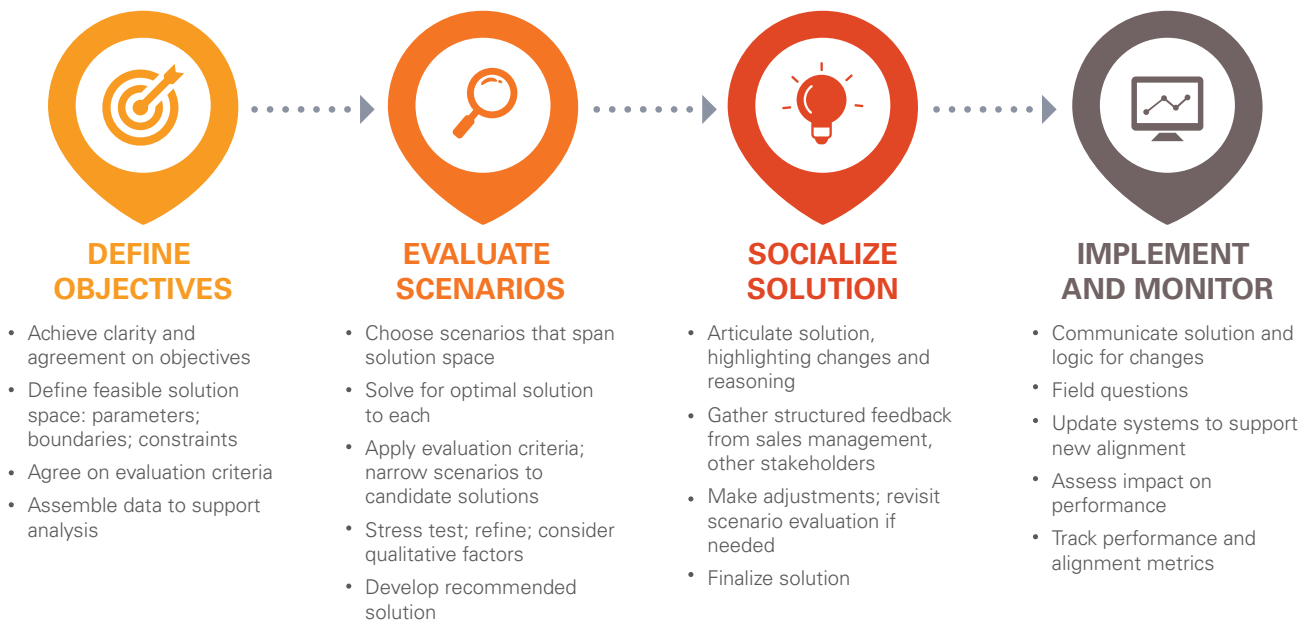 DEFINE
OBJECTIVES
• Achieve clarity and
agreement on objectives
• Define feasible solution
space: parameters;
boundaries; constraints
• Agree on evaluation criteria
• Assemble data to support
analysis
EVALUATE
SCENARIOS
• Choose scenarios that span
solution space
• Solve for optimal solution
to each
• Apply evaluation criteria;
narrow scenarios to
candidate solutions
• Stress test; refine; consider
qualitative factors
• Develop recommended
solution
SOCIALIZE
SOLUTION
• Articulate solution,
highlighting changes and
reasoning
• Gather structured feedback
from sales management,
other stakeholders
• Make adjustments; revisit
scenario evaluation if
needed
• Finalize solution
IMPLEMENT
AND MONITOR
• Communicate solution and
logic for changes
• Field questions
• Update systems to support
new alignment
• Assess impact on
performance
• Track performance and
alignment metrics